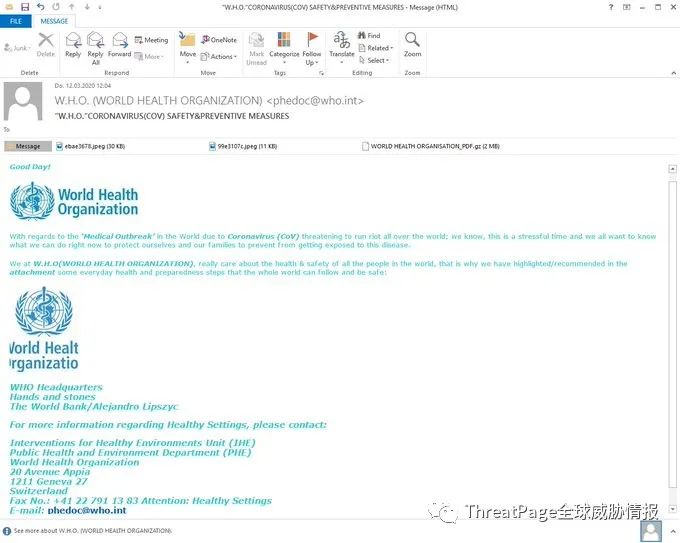 "W.H.O."CORONAVIRUS(COV) SAFETY&PREVENTIVE MEASURES - Message (HTML)
FILE
MESSAGE
Junk
Delete
Reply
Reply All
Forward
Meeting
More
Move
OneNote
Actions
Mark Unread
Categorize
Follow Up
Translate
Find
Related
Select
Zoom
Delete
Respond
Move
Tags
Editing
Zoom
Do. 12.03.2020 12:04
W.H.O. (WORLD HEALTH ORGANIZATION) <phedoc@who.int>
"W.H.O."CORONAVIRUS(COV) SAFETY&PREVENTIVE MEASURES
To
Message
ebae3678.jpeg (30 KB)
99e3107c.jpeg (11 KB)
WORLD HEALTH ORGANISATION_PDF.gz (2 MB)
Good Day!
World Health
Organization
With regards to the 'Medical Outbreak' in the World due to Coronavirus (CoV) threatening to run riot all over the world; we know, this is a stressful time and we all want to know
what we can do right now to protect ourselves and our families to prevent from getting exposed to this disease.
We at W.H.O(WORLD HEALTH ORGANIZATION), really care about the health & safety of all the people in the world, that is why we have highlighted/recommended in the
attachment some everyday health and preparedness steps that the whole world can follow and be safe:
World Healt
rganizatio
WHO Headquarters
Hands and stones
The World Bank/Alejandro Lipszyc
For more information regarding Healthy Settings, please contact:
Interventions for Healthy Environments Unit (IHE)
Public Health and Environment Department (PHE)
World Health Organization
20 Avenue Appia
1211 Geneva 27
Switzerland
Fax No.: +41 22 791 13 83 Attention: Healthy Settings
E-mail: phedoc@who.int
ThreatPage全球威胁情报
See more about W.H.O. (WORLD HEALTH ORGANIZATION).